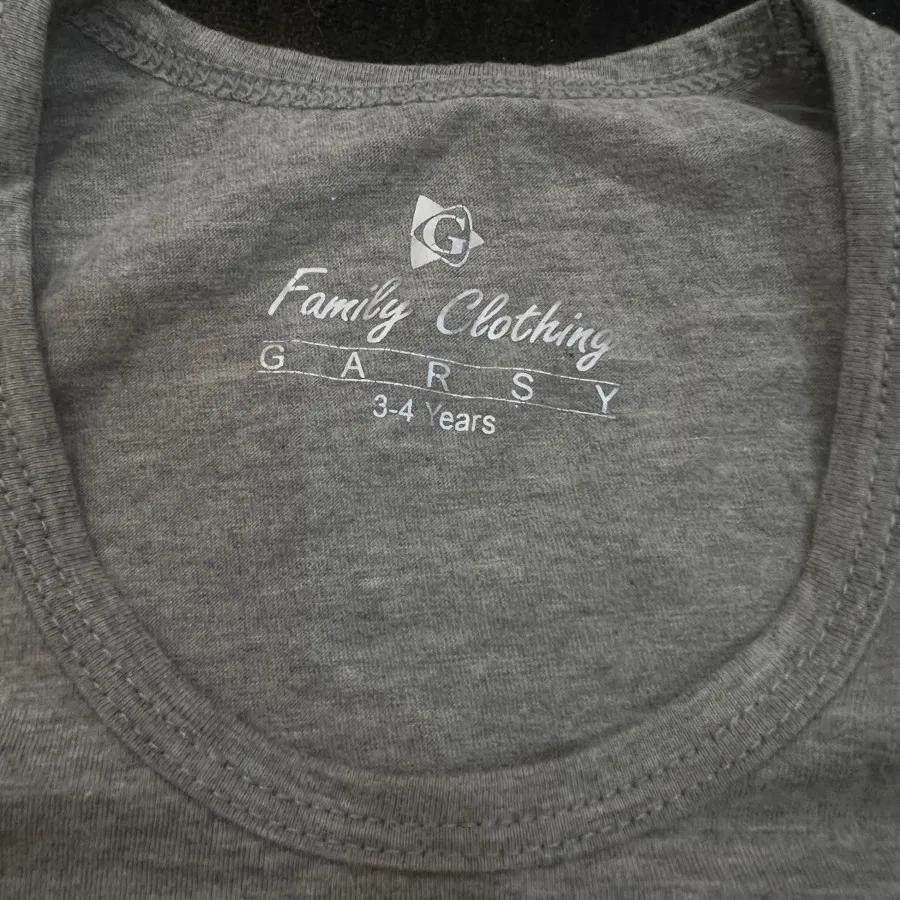 G
Family Clothing
G A R S Y
3-4 Years